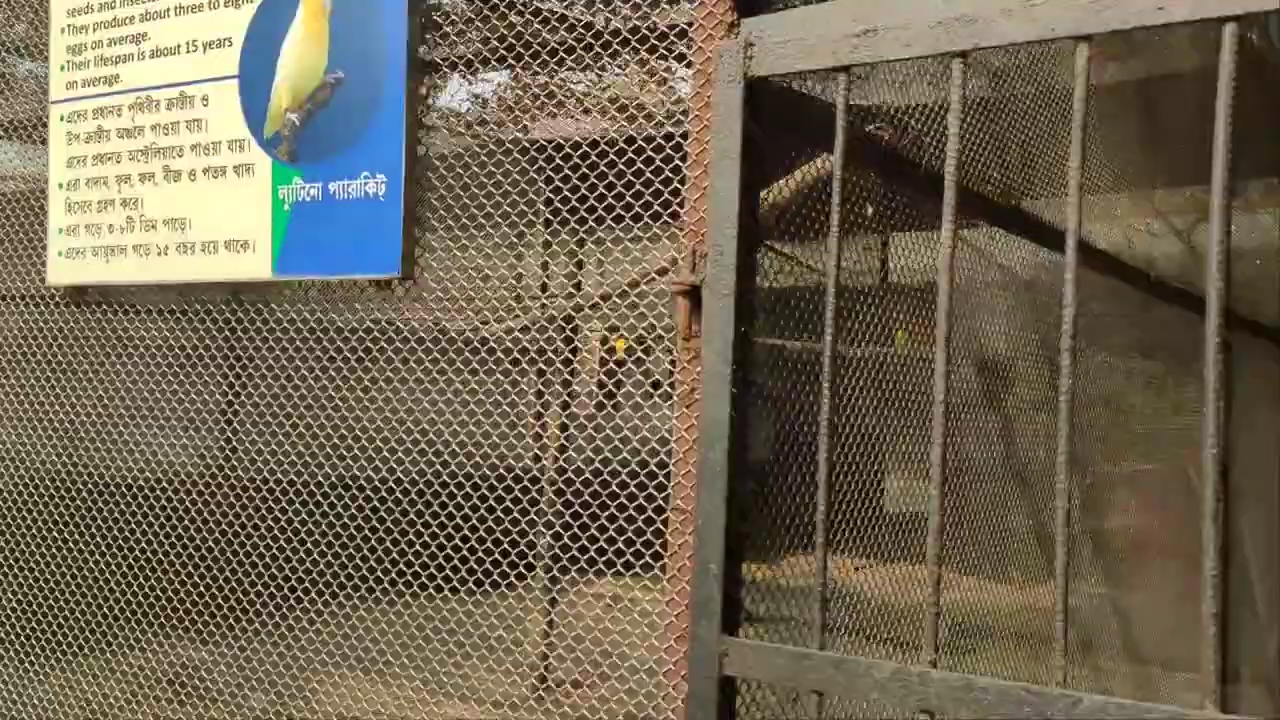 seeds and insects
•They produce about three to eight
eggs on average.
•Their lifespan is about 15 years
on average.
•এদের প্রধানত পৃথিবীর ক্রান্তীয় ও
উপ-ক্রান্তীয় অঞ্চলে পাওয়া যায়।
এদের প্রধানত অস্ট্রেলিয়াতে পাওয়া যায়।
•এরা বাদাম, ফুল, ফল, বীজ ও পতঙ্গ খাদ্য
হিসেবে গ্রহণ করে।
•এরা গড়ে ৩-৮টি ডিম পাড়ে।
•এদের আয়ুষ্কাল গড়ে ১৫ বছর হয়ে থাকে।
ল্যুটিনো প্যারাকিট্